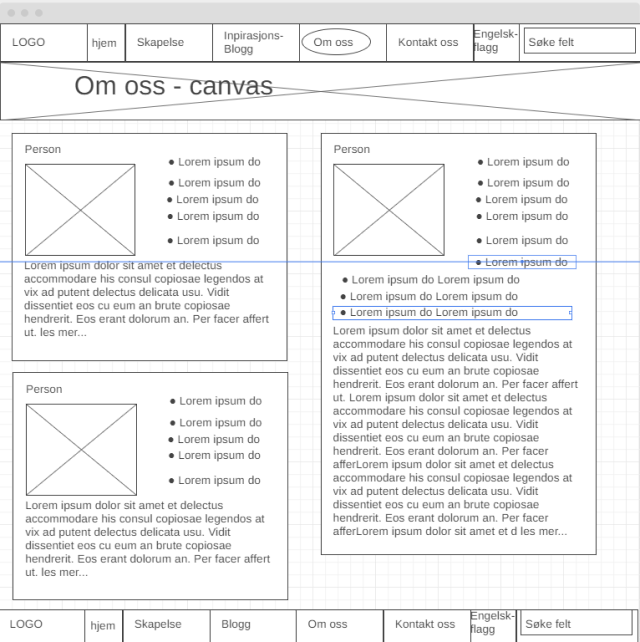 LOGO
hjem
Skapelse
Inpirasjons-
Blogg
Om oss
Kontakt oss
Engelsk-
flagg
Søke felt
Om oss - canvas
Person
● Lorem ipsum do
● Lorem ipsum do
● Lorem ipsum do
● Lorem ipsum do
● Lorem ipsum do
Lorem ipsum dolor sit amet et delectus
accommodare his consul copiosae legendos at
vix ad putent delectus delicata usu. Vidit
dissentiet eos cu eum an brute copiosae
hendrerit. Eos erant dolorum an. Per facer affert
ut. les mer...
Person
● Lorem ipsum do
● Lorem ipsum do
● Lorem ipsum do
● Lorem ipsum do
● Lorem ipsum do
Lorem ipsum dolor sit amet et delectus
accommodare his consul copiosae legendos at
vix ad putent delectus delicata usu. Vidit
dissentiet eos cu eum an brute copiosae
hendrerit. Eos erant dolorum an. Per facer affert
ut. les mer...
Person
● Lorem ipsum do
● Lorem ipsum do
● Lorem ipsum do
● Lorem ipsum do
● Lorem ipsum do
● Lorem ipsum do
● Lorem ipsum do Lorem ipsum do
● Lorem ipsum do Lorem ipsum do
● Lorem ipsum do Lorem ipsum do
Lorem ipsum dolor sit amet et delectus
accommodare his consul copiosae legendos at
vix ad putent delectus delicata usu. Vidit
dissentiet eos cu eum an brute copiosae
hendrerit. Eos erant dolorum an. Per facer affert
ut. Lorem ipsum dolor sit amet et delectus
accommodare his consul copiosae legendos at
vix ad putent delectus delicata usu. Vidit
dissentiet eos cu eum an brute copiosae
hendrerit. Eos erant dolorum an. Per facer
afferLorem ipsum dolor sit amet et delectus
accommodare his consul copiosae legendos at
vix ad putent delectus delicata usu. Vidit
dissentiet eos cu eum an brute copiosae
hendrerit. Eos erant dolorum an. Per facer
afferLorem ipsum dolor sit amet et d les mer...
LOGO
hjem
Skapelse
Blogg
Om oss
Kontakt oss
Engelsk-
flagg
Søke felt